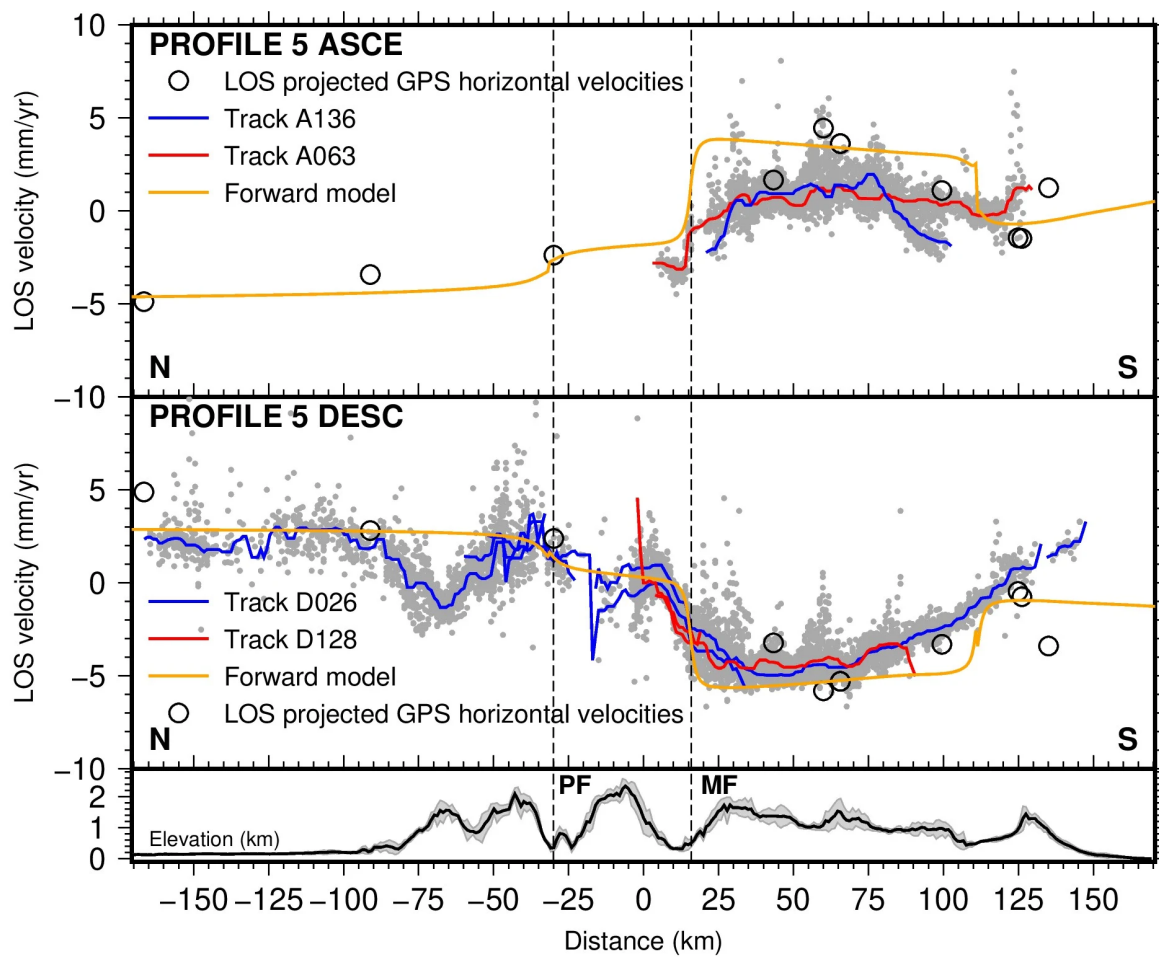 10
PROFILE 5 ASCE
LOS projected GPS horizontal velocities
Track A136
Track A063
Forward model
5
0
−5
−10
LOS velocity (mm/yr)
N
S
PROFILE 5 DESC
5
0
−5
−10
LOS velocity (mm/yr)
Track D026
Track D128
Forward model
LOS projected GPS horizontal velocities
N
S
PF
MF
2
1
0
Elevation (km)
−150 −125 −100 −75 −50 −25 0 25 50 75 100 125 150
Distance (km)